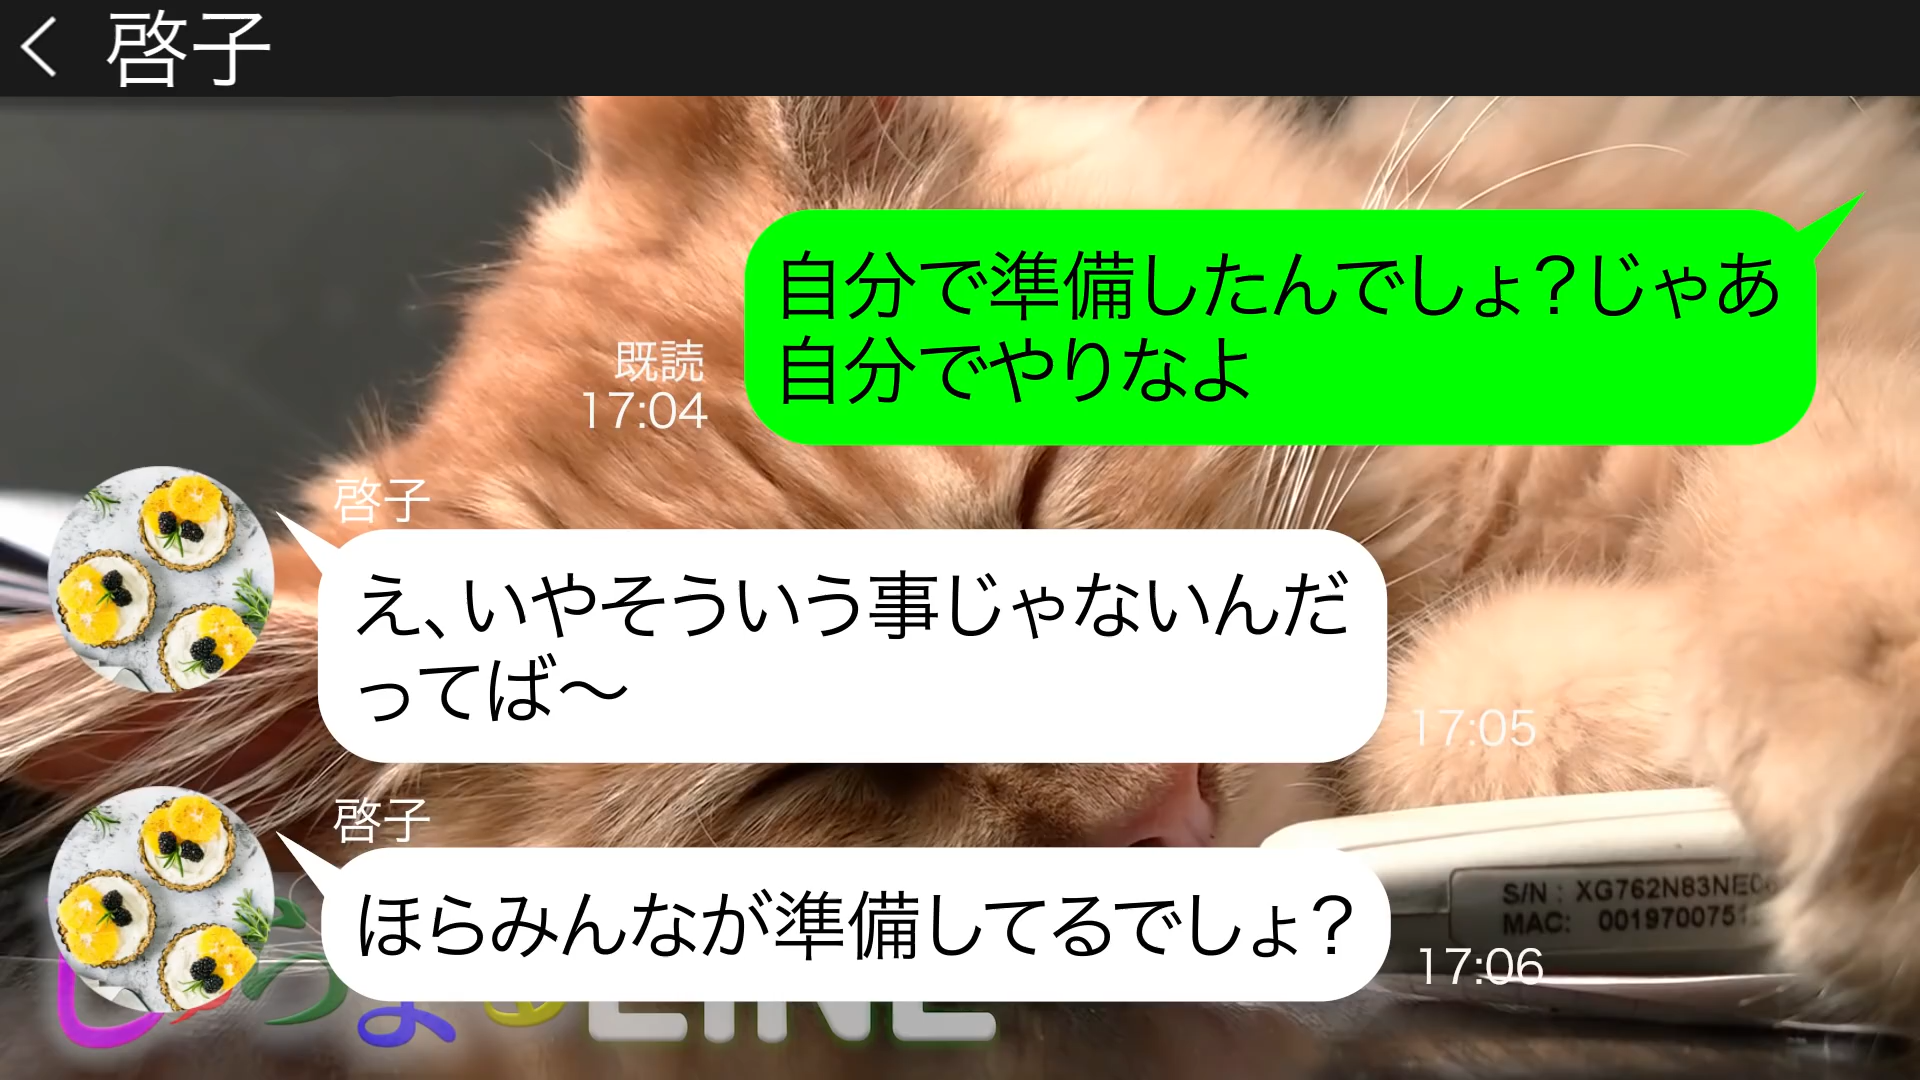 啓子
自分で準備したんでしょ?じゃあ
自分でやりなよ
既読
17:04
啓子
え、いやそういう事じゃないんだ
ってば〜
17:05
啓子
ほらみんなが準備してるでしょ?
17:06
S/N : XG762N83NE
MAC: 00197007
LINE